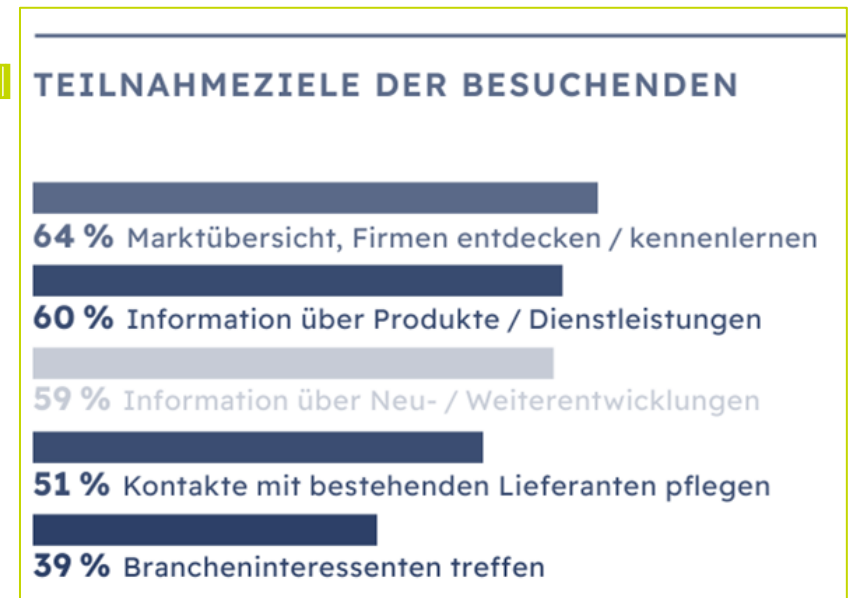 TEILNAHMEZIELE DER BESUCHENDEN
64 % Marktübersicht, Firmen entdecken / kennenlernen
60 % Information über Produkte / Dienstleistungen
59 % Information über Neu- / Weiterentwicklungen
51 % Kontakte mit bestehenden Lieferanten pflegen
39 % Brancheninteressenten treffen